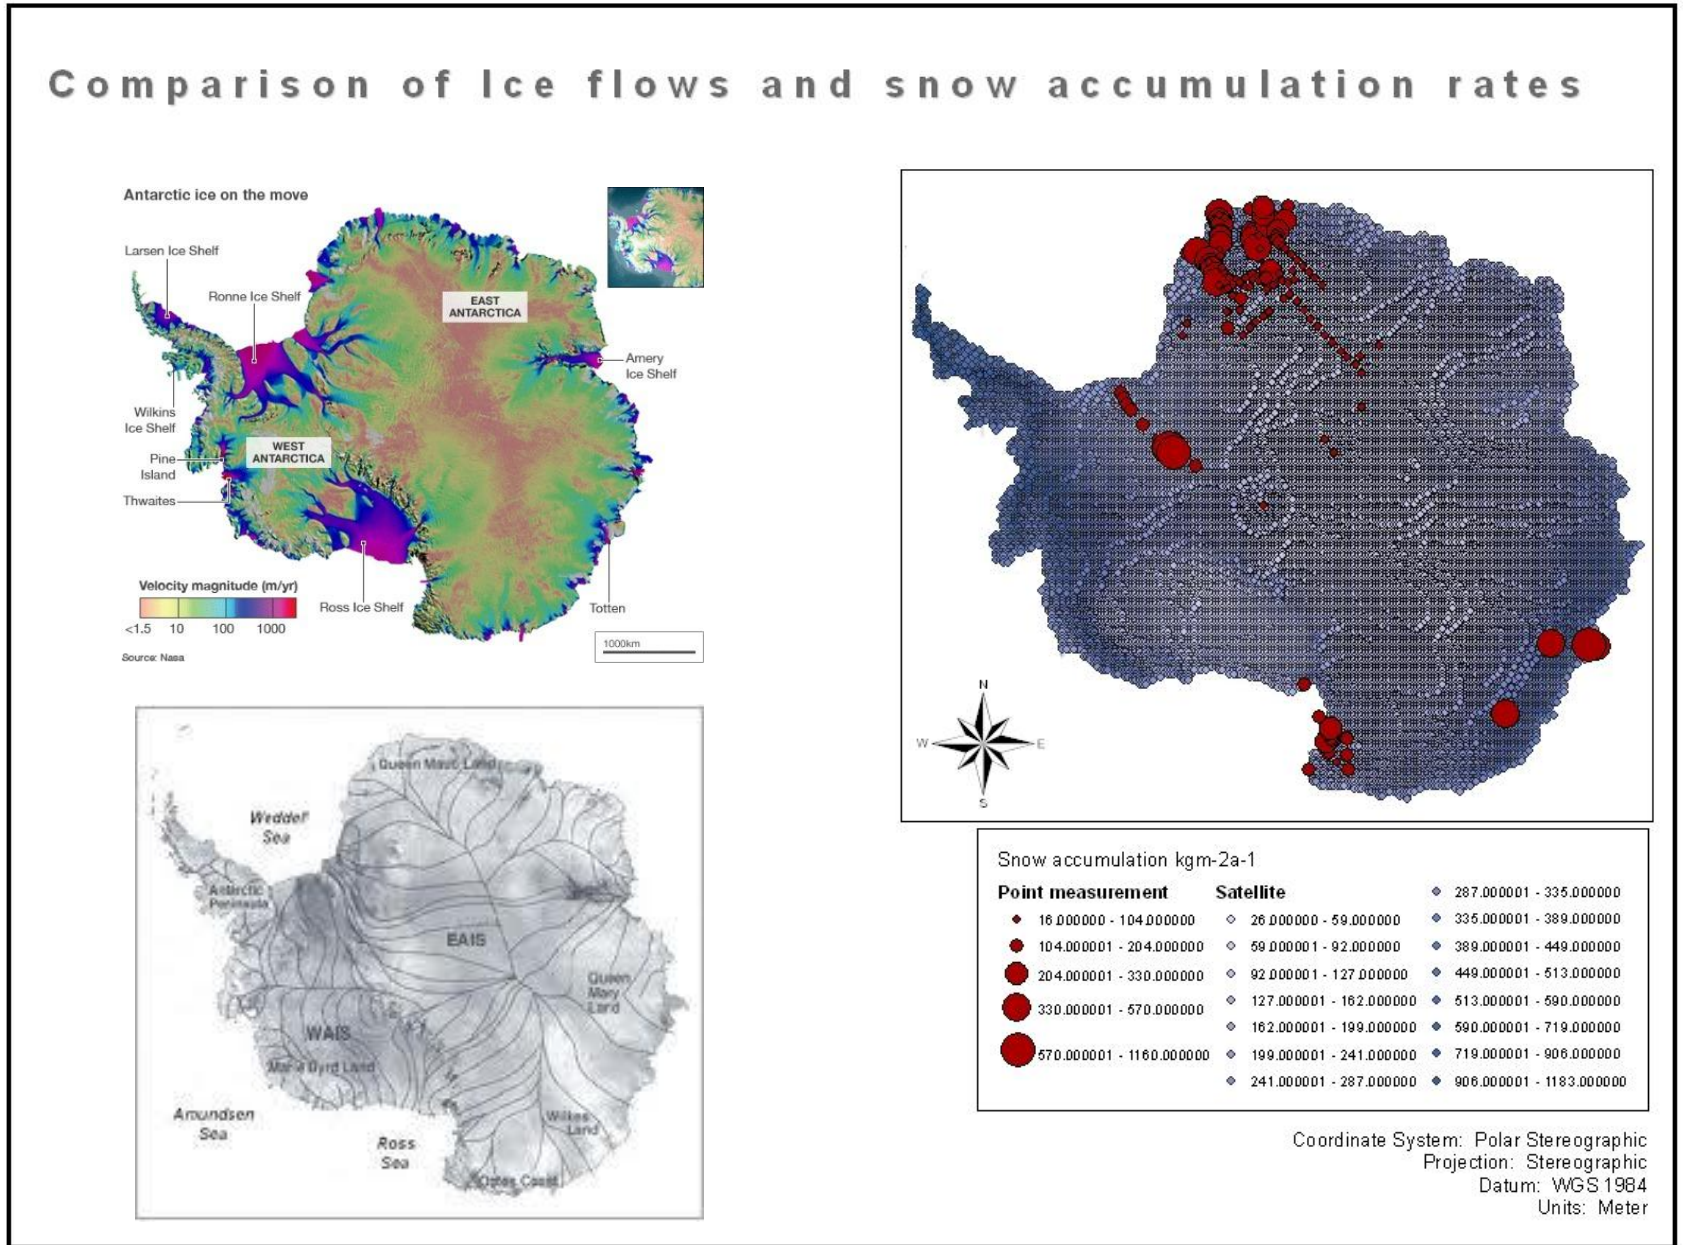 Comparison of Ice flows and snow accumulation rates
Antarctic ice on the move
Larsen Ice Shelf
Ronne Ice Shelf
EAST
ANTARCTICA
Amery
Ice Shelf
Wilkins
Ice Shelf
WEST
ANTARCTICA
Pine
Island
Thwaites
Velocity magnitude (m/yr)
<1.5 10 100 1000
Ross Ice Shelf
Totten
1000km
Source: Nasa
Queen Maud Land
Weddell
Sea
Antarctic
Peninsula
EAIS
Queen
Mary
Land
WAIS
Marie Byrd Land
Amundsen
Sea
Ross
Sea
Wilkes
Land
Oates Coast
N
W E
S
Snow accumulation kgm-2a-1
Point measurement
16.000000 - 104.000000
104.000001 - 204.000000
204.000001 - 330.000000
330.000001 - 570.000000
570.000001 - 1160.000000
Satellite
26.000000 - 59.000000
59.000001 - 92.000000
92.000001 - 127.000000
127.000001 - 162.000000
162.000001 - 199.000000
199.000001 - 241.000000
241.000001 - 287.000000
287.000001 - 335.000000
335.000001 - 389.000000
389.000001 - 449.000000
449.000001 - 513.000000
513.000001 - 590.000000
590.000001 - 719.000000
719.000001 - 906.000000
906.000001 - 1183.000000
Coordinate System: Polar Stereographic
Projection: Stereographic
Datum: WGS 1984
Units: Meter